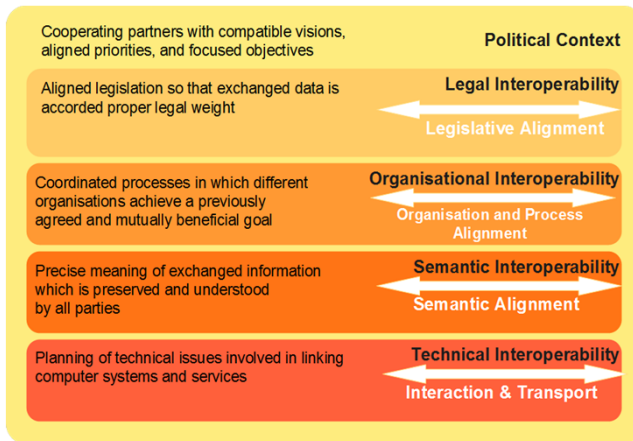 Cooperating partners with compatible visions,
aligned priorities, and focused objectives
Political Context
Aligned legislation so that exchanged data is
accorded proper legal weight
Legal Interoperability
Legislative Alignment
Coordinated processes in which different
organisations achieve a previously
agreed and mutually beneficial goal
Organisational Interoperability
Organisation and Process
Alignment
Precise meaning of exchanged information
which is preserved and understood
by all parties
Semantic Interoperability
Semantic Alignment
Planning of technical issues involved in linking
computer systems and services
Technical Interoperability
Interaction & Transport